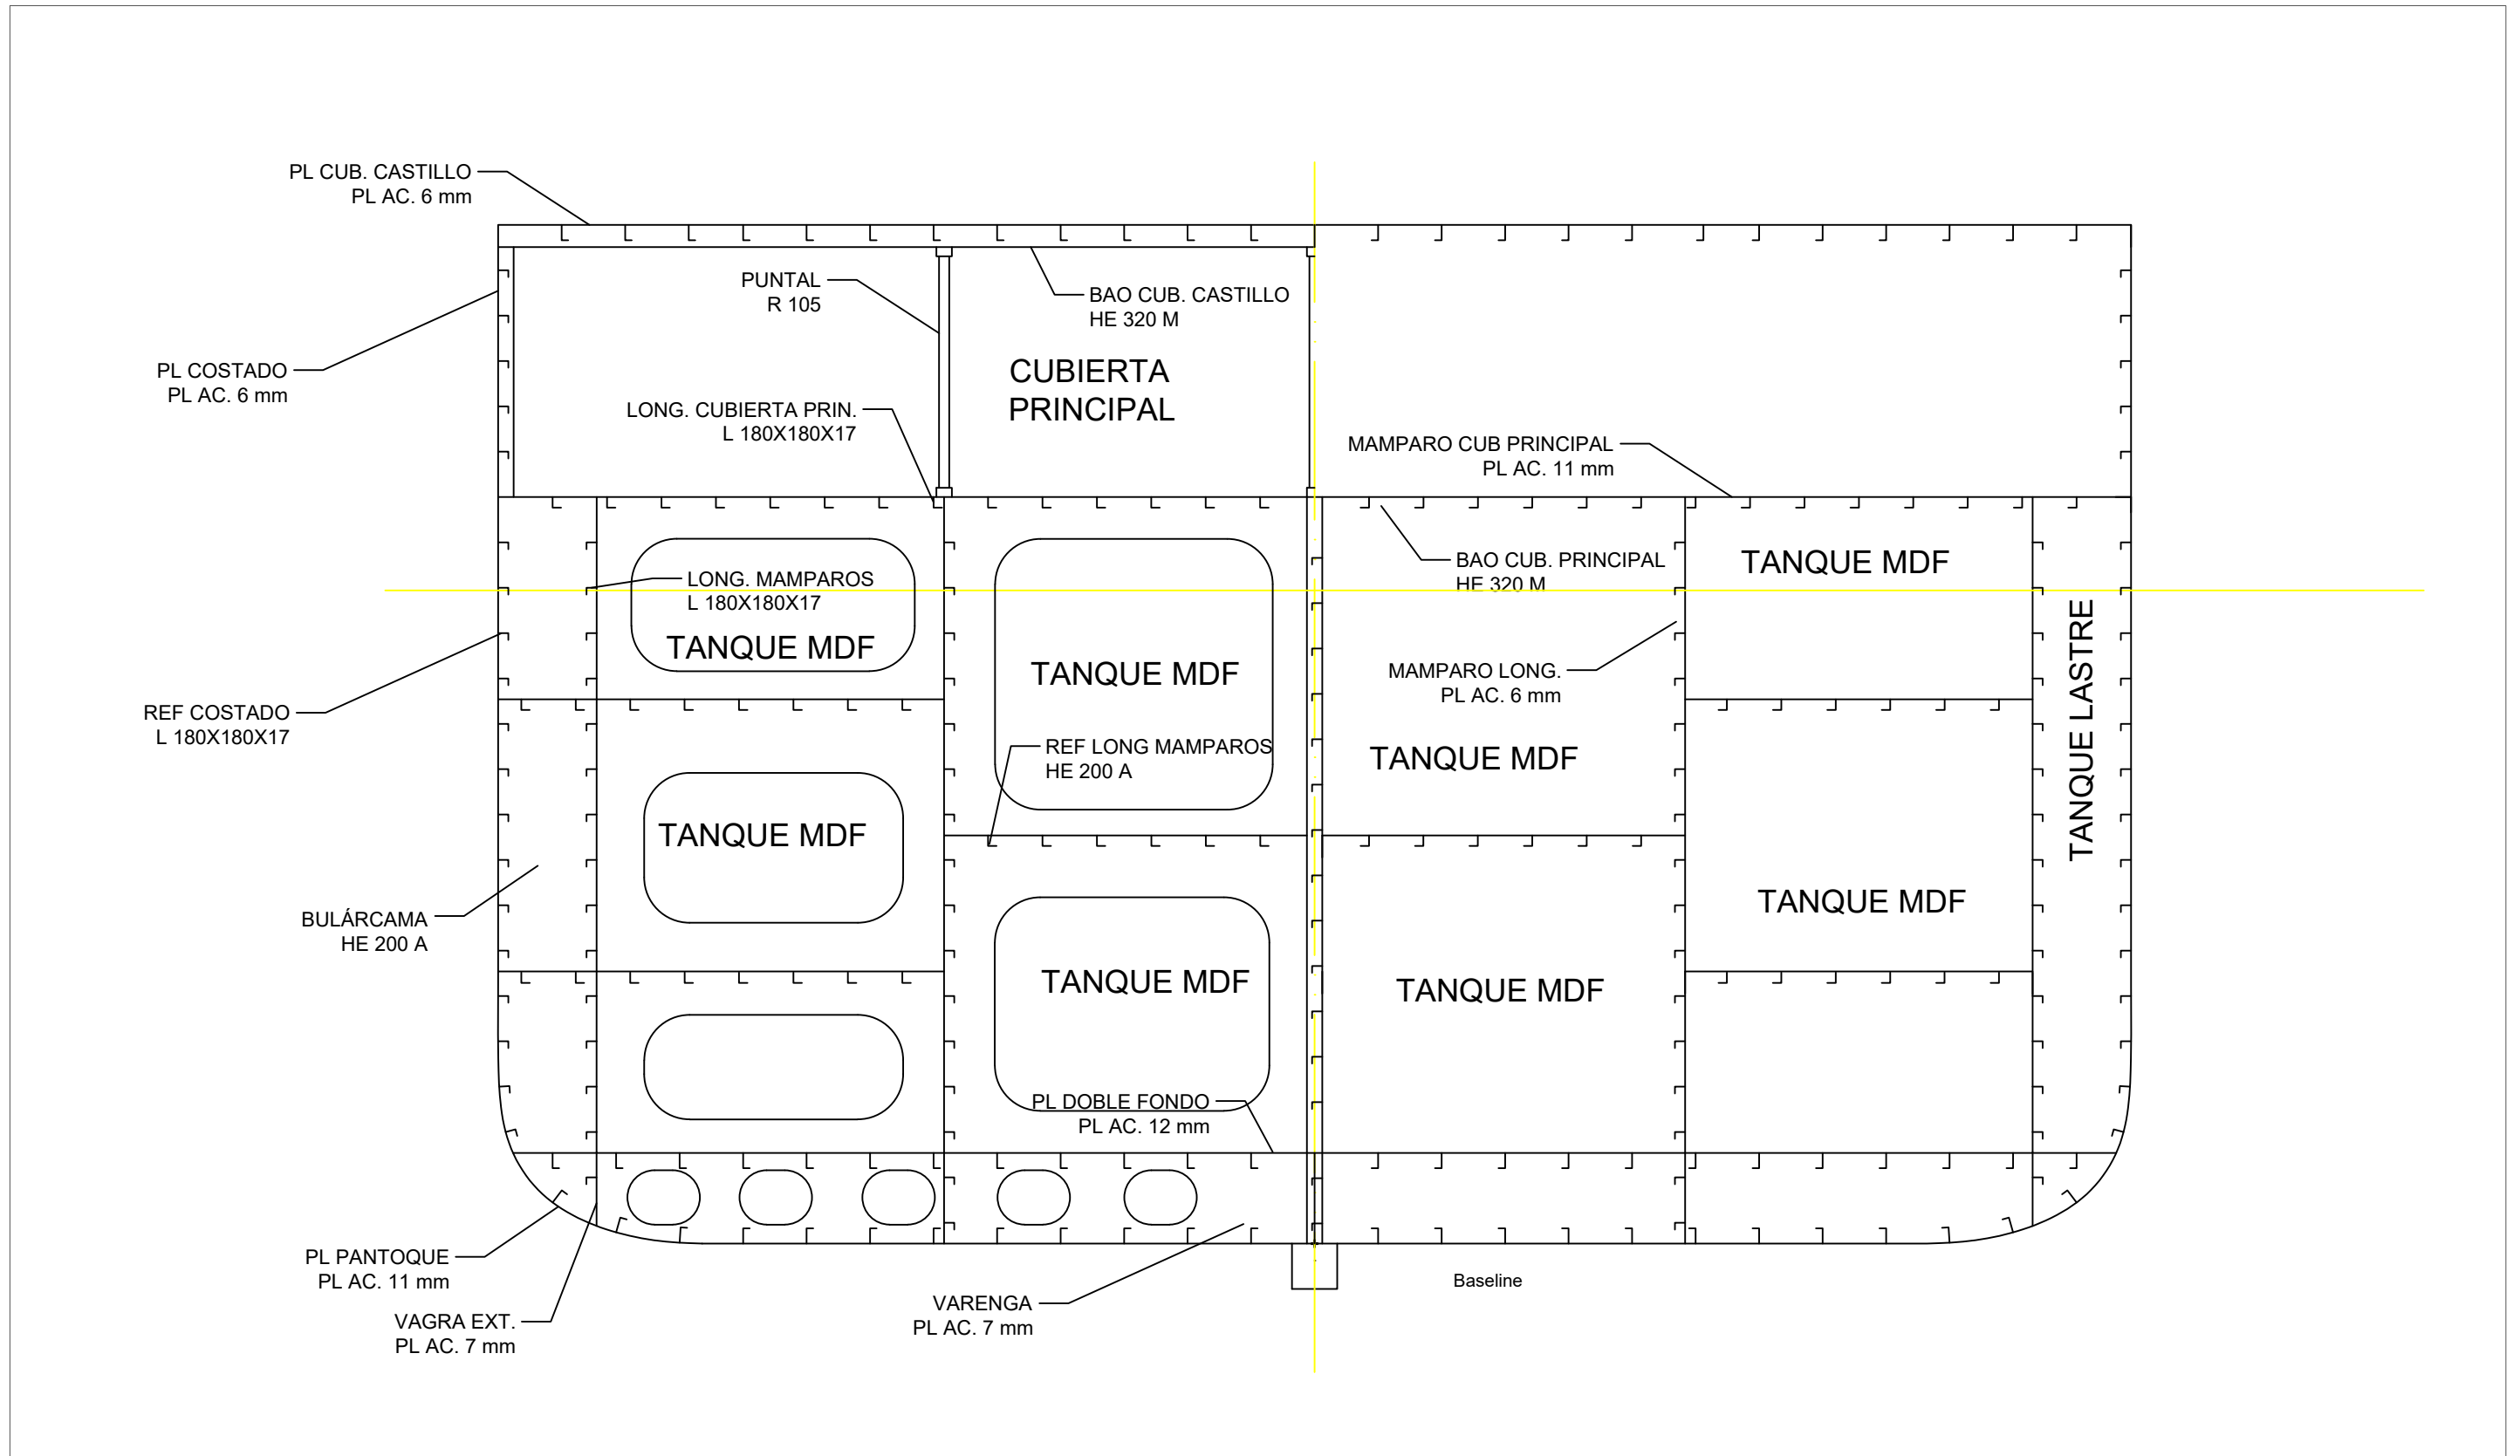 PL CUB. CASTILLO
PL AC. 6 mm
PUNTAL
R 105
BAO CUB. CASTILLO
HE 320 M
PL COSTADO
PL AC. 6 mm
CUBIERTA
PRINCIPAL
LONG. CUBIERTA PRIN.
L 180X180X17
MAMPARO CUB PRINCIPAL
PL AC. 11 mm
BAO CUB. PRINCIPAL
HE 320 M
TANQUE MDF
LONG. MAMPAROS
L 180X180X17
TANQUE MDF
TANQUE MDF
MAMPARO LONG.
PL AC. 6 mm
TANQUE LASTRE
REF COSTADO
L 180X180X17
REF LONG MAMPAROS
HE 200 A
TANQUE MDF
TANQUE MDF
BULÁRCAMA
HE 200 A
TANQUE MDF
TANQUE MDF
TANQUE MDF
PL DOBLE FONDO
PL AC. 12 mm
PL PANTOQUE
PL AC. 11 mm
Baseline
VARENGA
PL AC. 7 mm
VAGRA EXT.
PL AC. 7 mm